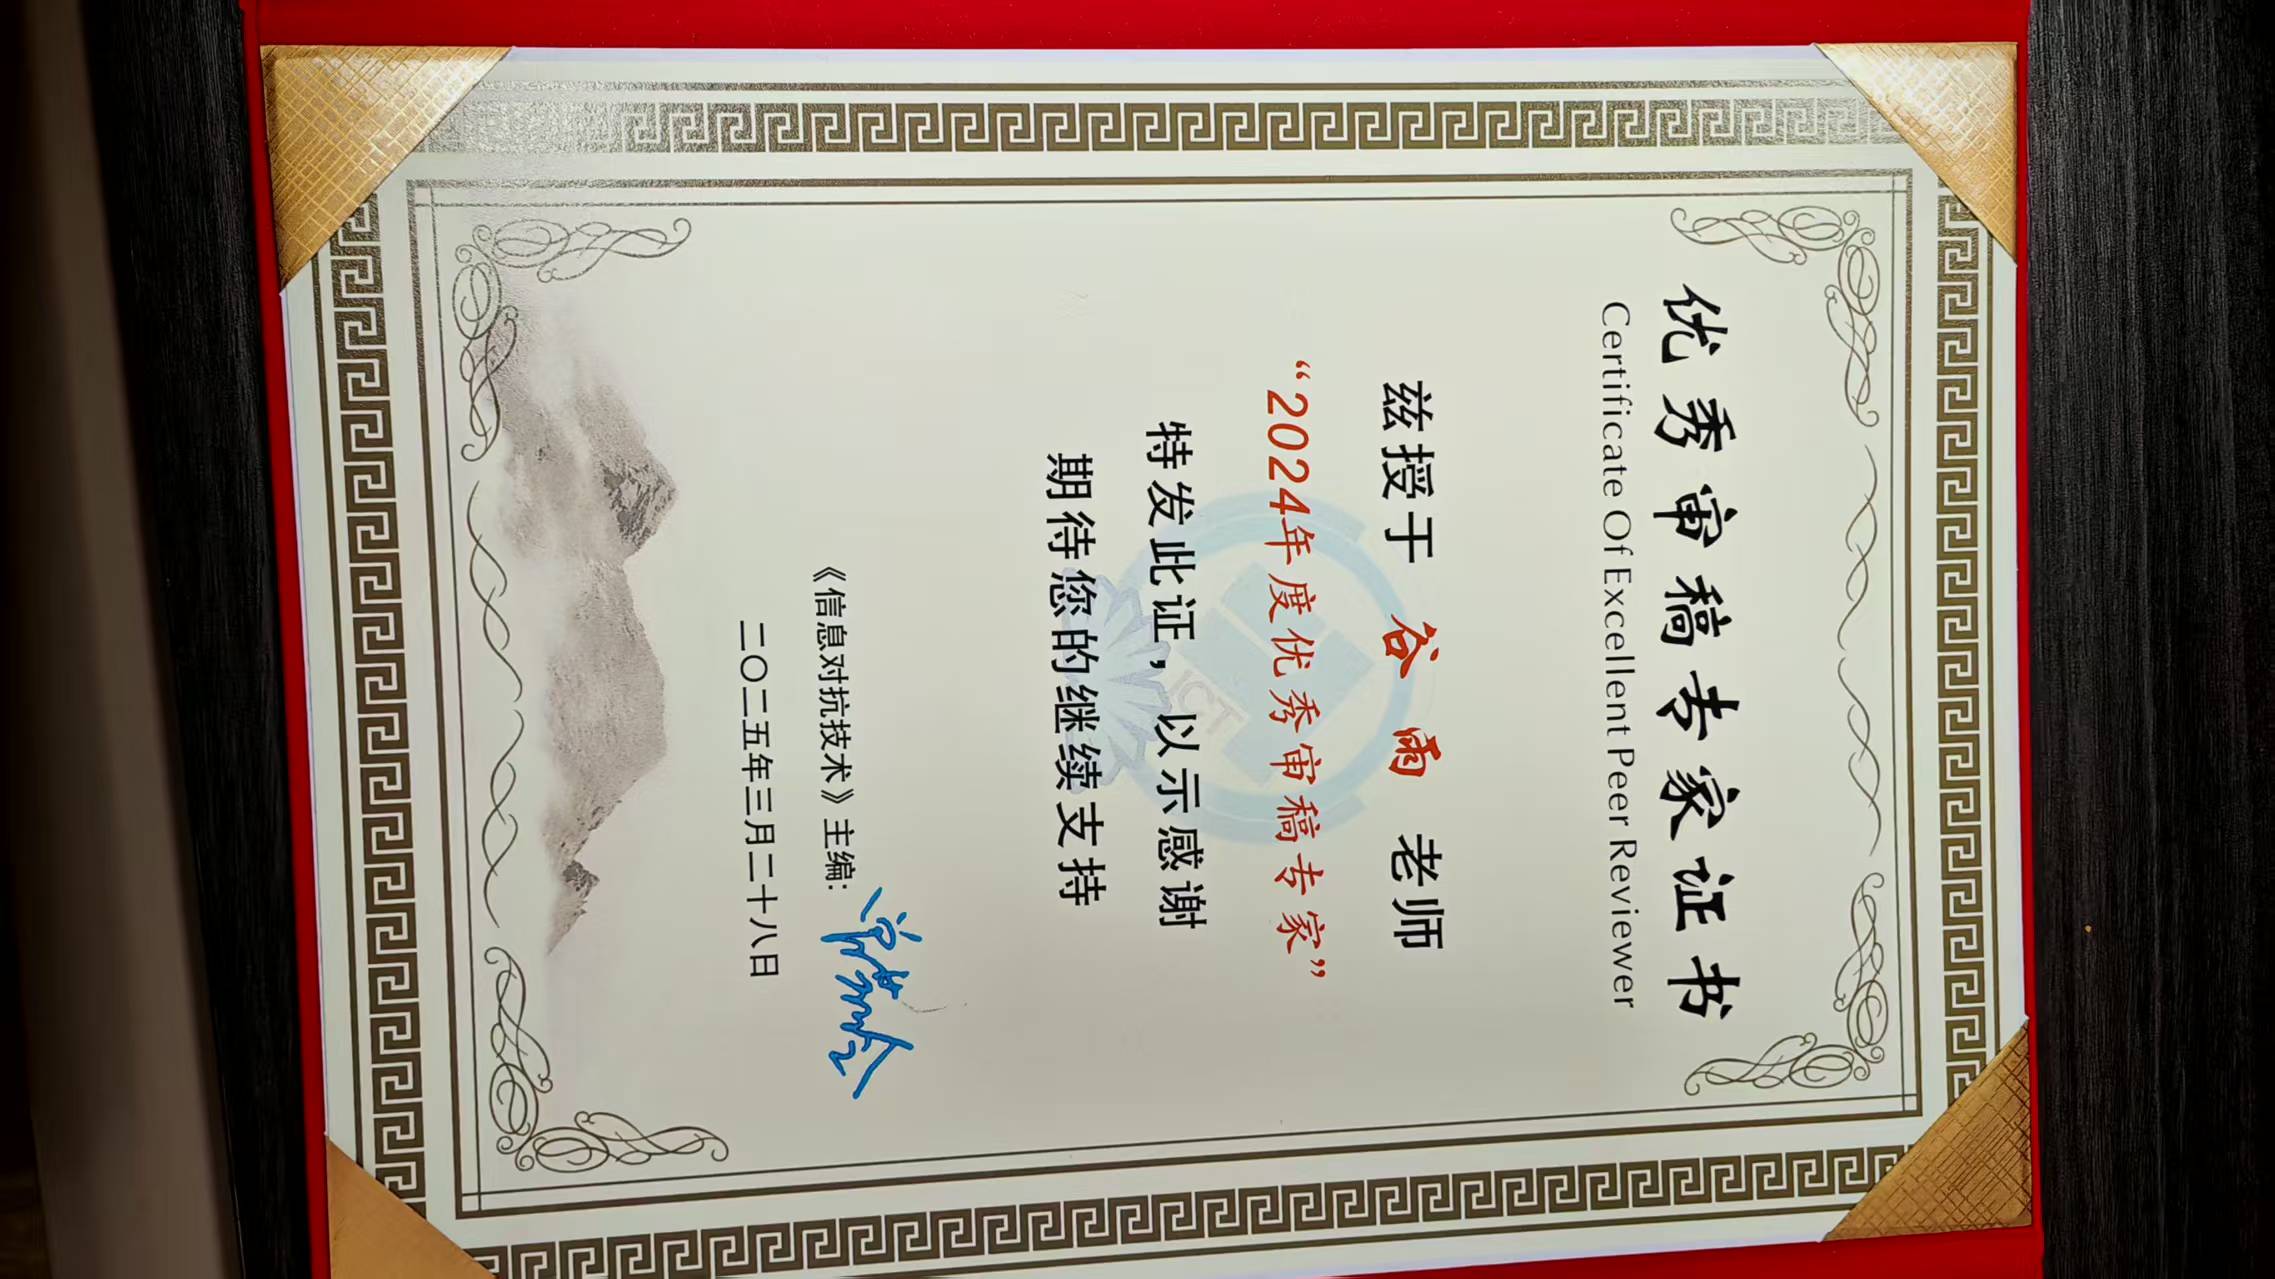 优秀审稿专家证书
Certificate Of Excellent Peer Reviewer
兹授于 谷 雨 老师
“2024年度优秀审稿专家”
ICT
特发此证，以示感谢
期待您的继续支持
《信息对抗技术》主编:
二〇二五年三月二十八日